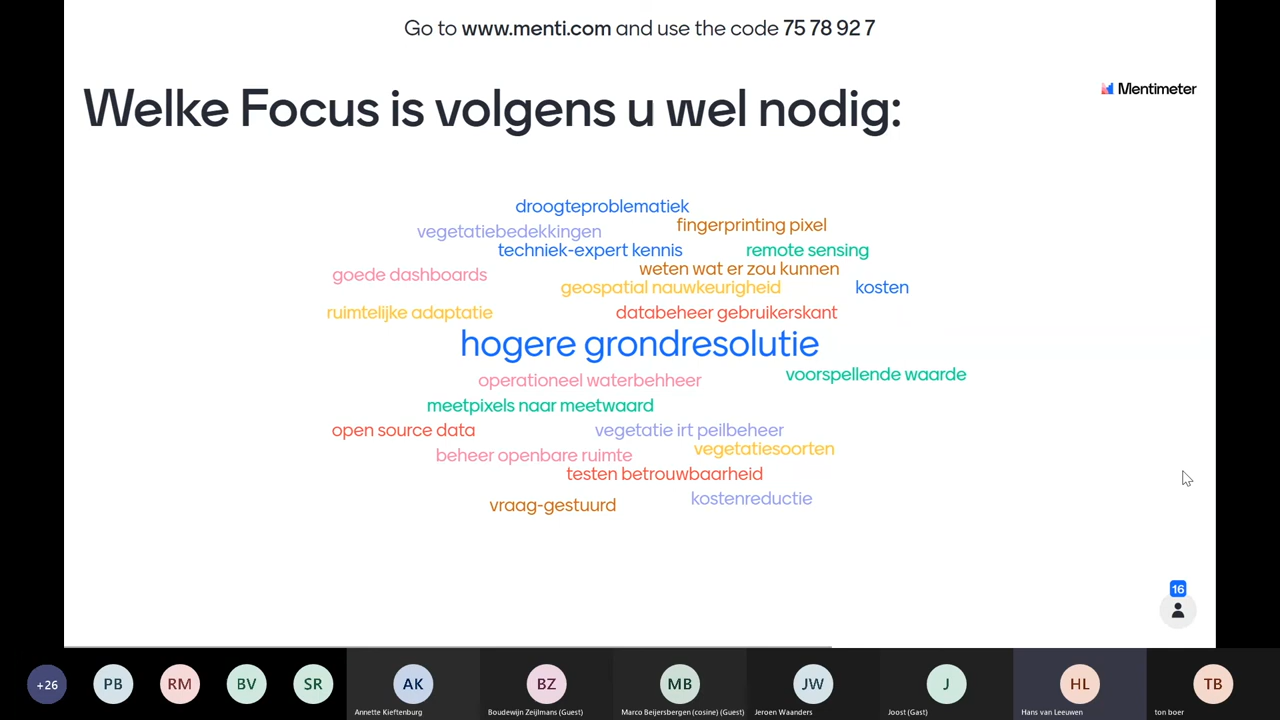 Go to www.menti.com and use the code 75 78 92 7
Mentimeter
Welke Focus is volgens u wel nodig:
droogteproblematiek
fingerprinting pixel
vegetatiebedekkingen
techniek-expert kennis
remote sensing
weten wat er zou kunnen
goede dashboards
geospatial nauwkeurigheid
kosten
ruimtelijke adaptatie
databeheer gebruikerskant
hogere grondresolutie
voorspellende waarde
operationeel waterbehheer
meetpixels naar meetwaard
open source data
vegetatie irt peilbeheer
vegetatiesoorten
beheer openbare ruimte
testen betrouwbaarheid
kostenreductie
vraag-gestuurd
16
+26
PB
RM
BV
SR
AK
BZ
MB
JW
J
HL
TB
Annette Kieftenburg
Boudewijn Zeijlmans (Guest)
Marco Beijersbergen (cosine) (Guest)
Jeroen Waanders
Joost (Gast)
Hans van Leeuwen
ton boer